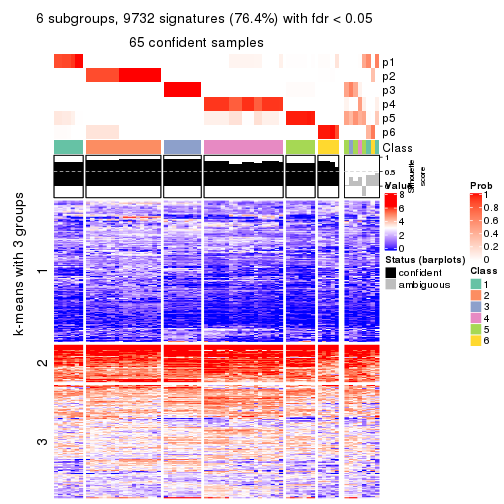 6 subgroups, 9732 signatures (76.4%) with fdr < 0.05
65 confident samples
p1
p2
p3
p4
p5
p6
Class
1
0.5
0
Silhouette
score
k-means with 3 groups
1
2
3
Value
8
6
4
2
0
Status (barplots)
confident
ambiguous
Prob
1
0.8
0.6
0.4
0.2
0
Class
1
2
3
4
5
6